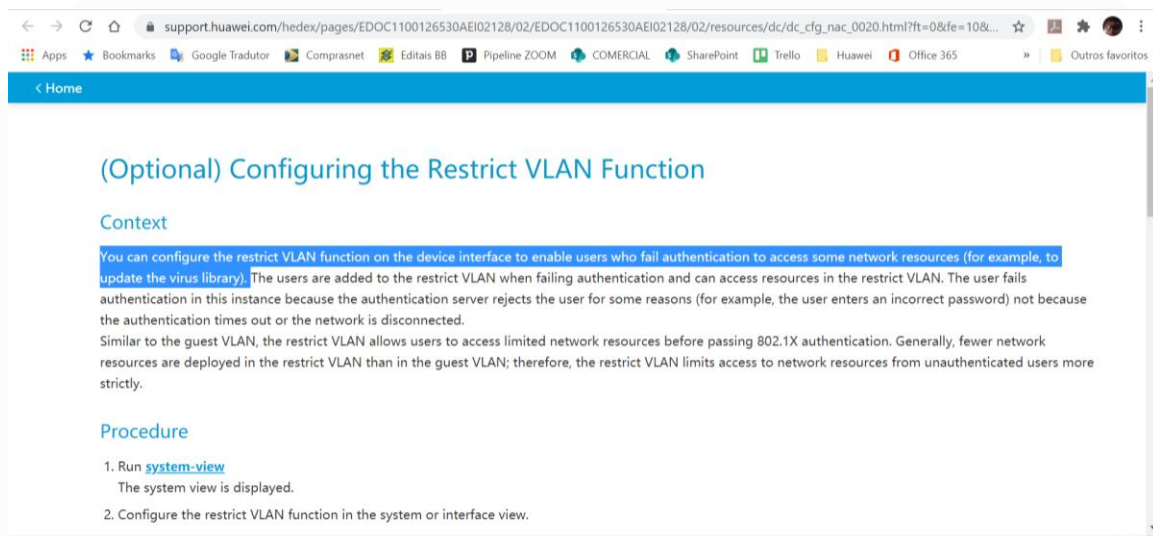 support.huawei.com/hedex/pages/EDOC1100126530AEI02128/02/EDOC1100126530AEI02128/02/resources/dc/dc_cfg_nac_0020.html?ft=0&fe=10&...
Apps Bookmarks Google Tradutor Comprasnet Editais BB Pipeline ZOOM COMERCIAL SharePoint Trello Huawei Office 365 » Outros favoritos
< Home
(Optional) Configuring the Restrict VLAN Function
Context
You can configure the restrict VLAN function on the device interface to enable users who fail authentication to access some network resources (for example, to
update the virus library). The users are added to the restrict VLAN when failing authentication and can access resources in the restrict VLAN. The user fails
authentication in this instance because the authentication server rejects the user for some reasons (for example, the user enters an incorrect password) not because
the authentication times out or the network is disconnected.
Similar to the guest VLAN, the restrict VLAN allows users to access limited network resources before passing 802.1X authentication. Generally, fewer network
resources are deployed in the restrict VLAN than in the guest VLAN; therefore, the restrict VLAN limits access to network resources from unauthenticated users more
strictly.
Procedure
1. Run system-view
The system view is displayed.
2. Configure the restrict VLAN function in the system or interface view.